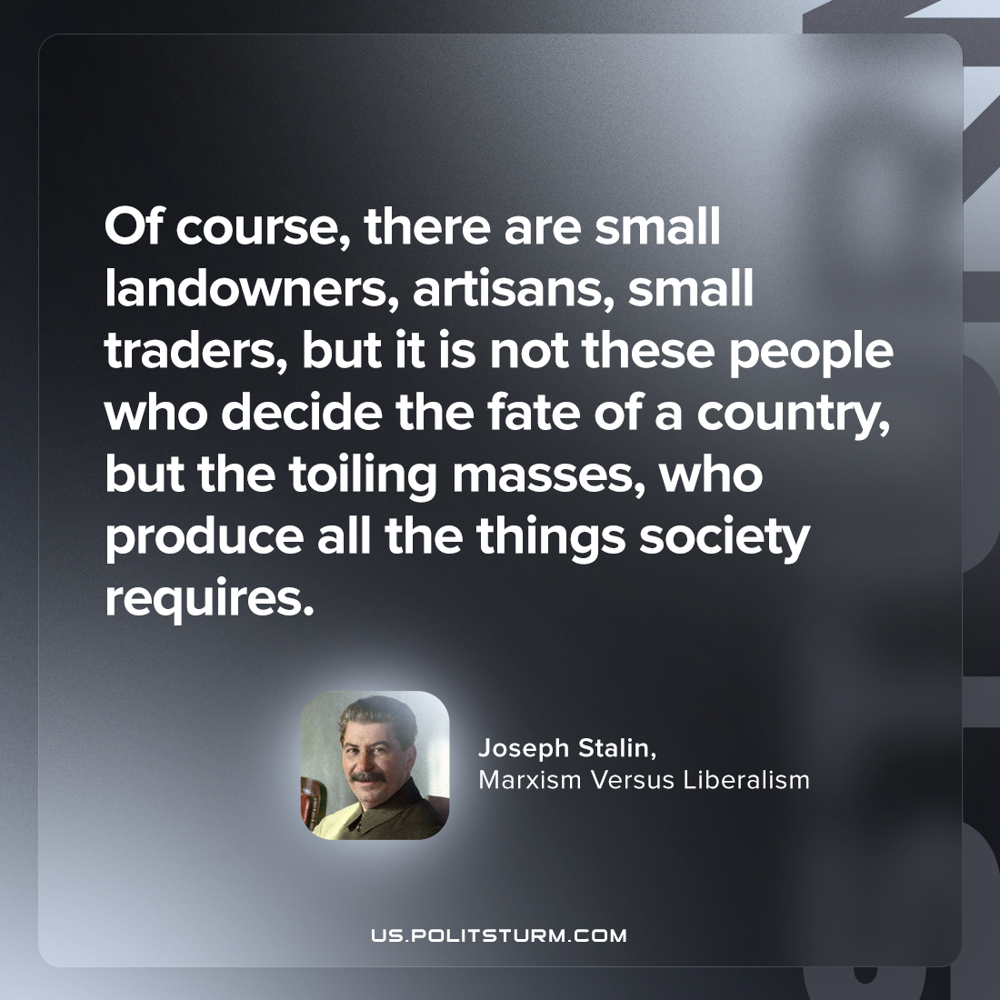 Of course, there are small
landowners, artisans, small
traders, but it is not these people
who decide the fate of a country,
but the toiling masses, who
produce all the things society
requires.
Joseph Stalin,
Marxism Versus Liberalism
US.POLITSTURM.COM